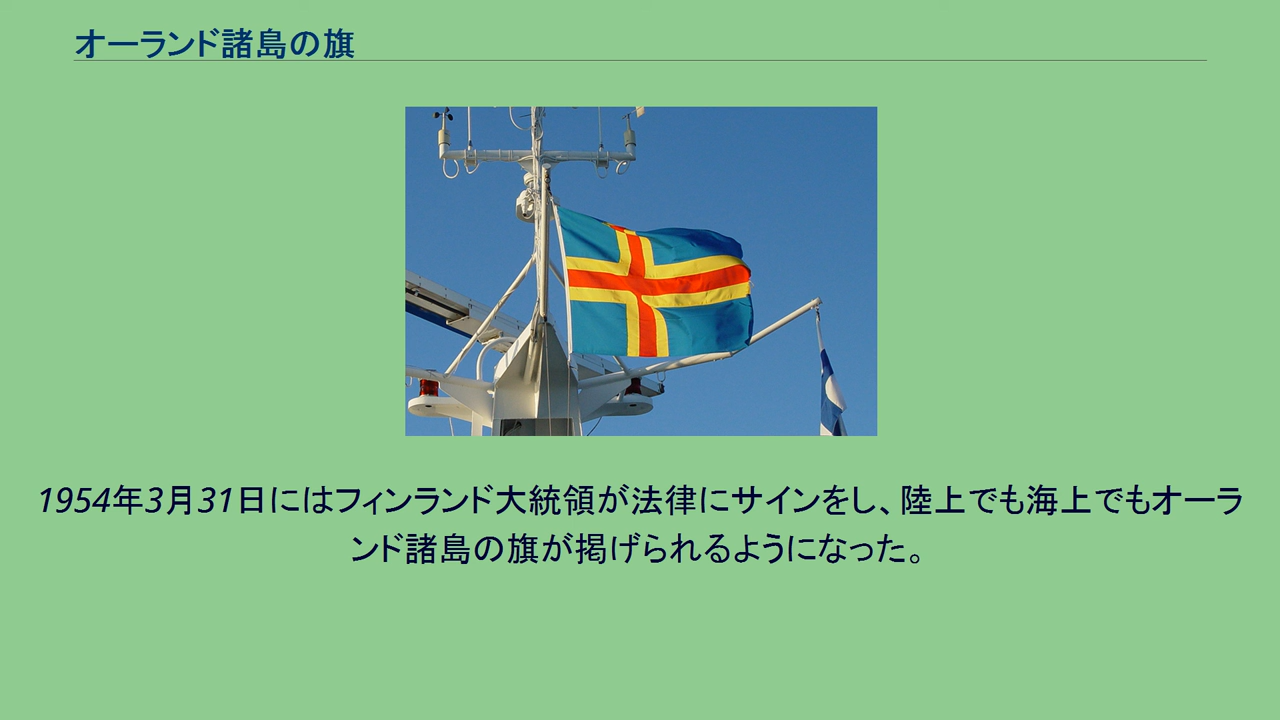 オーランド諸島の旗
1954年3月31日にはフィンランド大統領が法律にサインをし、陸上でも海上でもオーラ
ンド諸島の旗が掲げられるようになった。